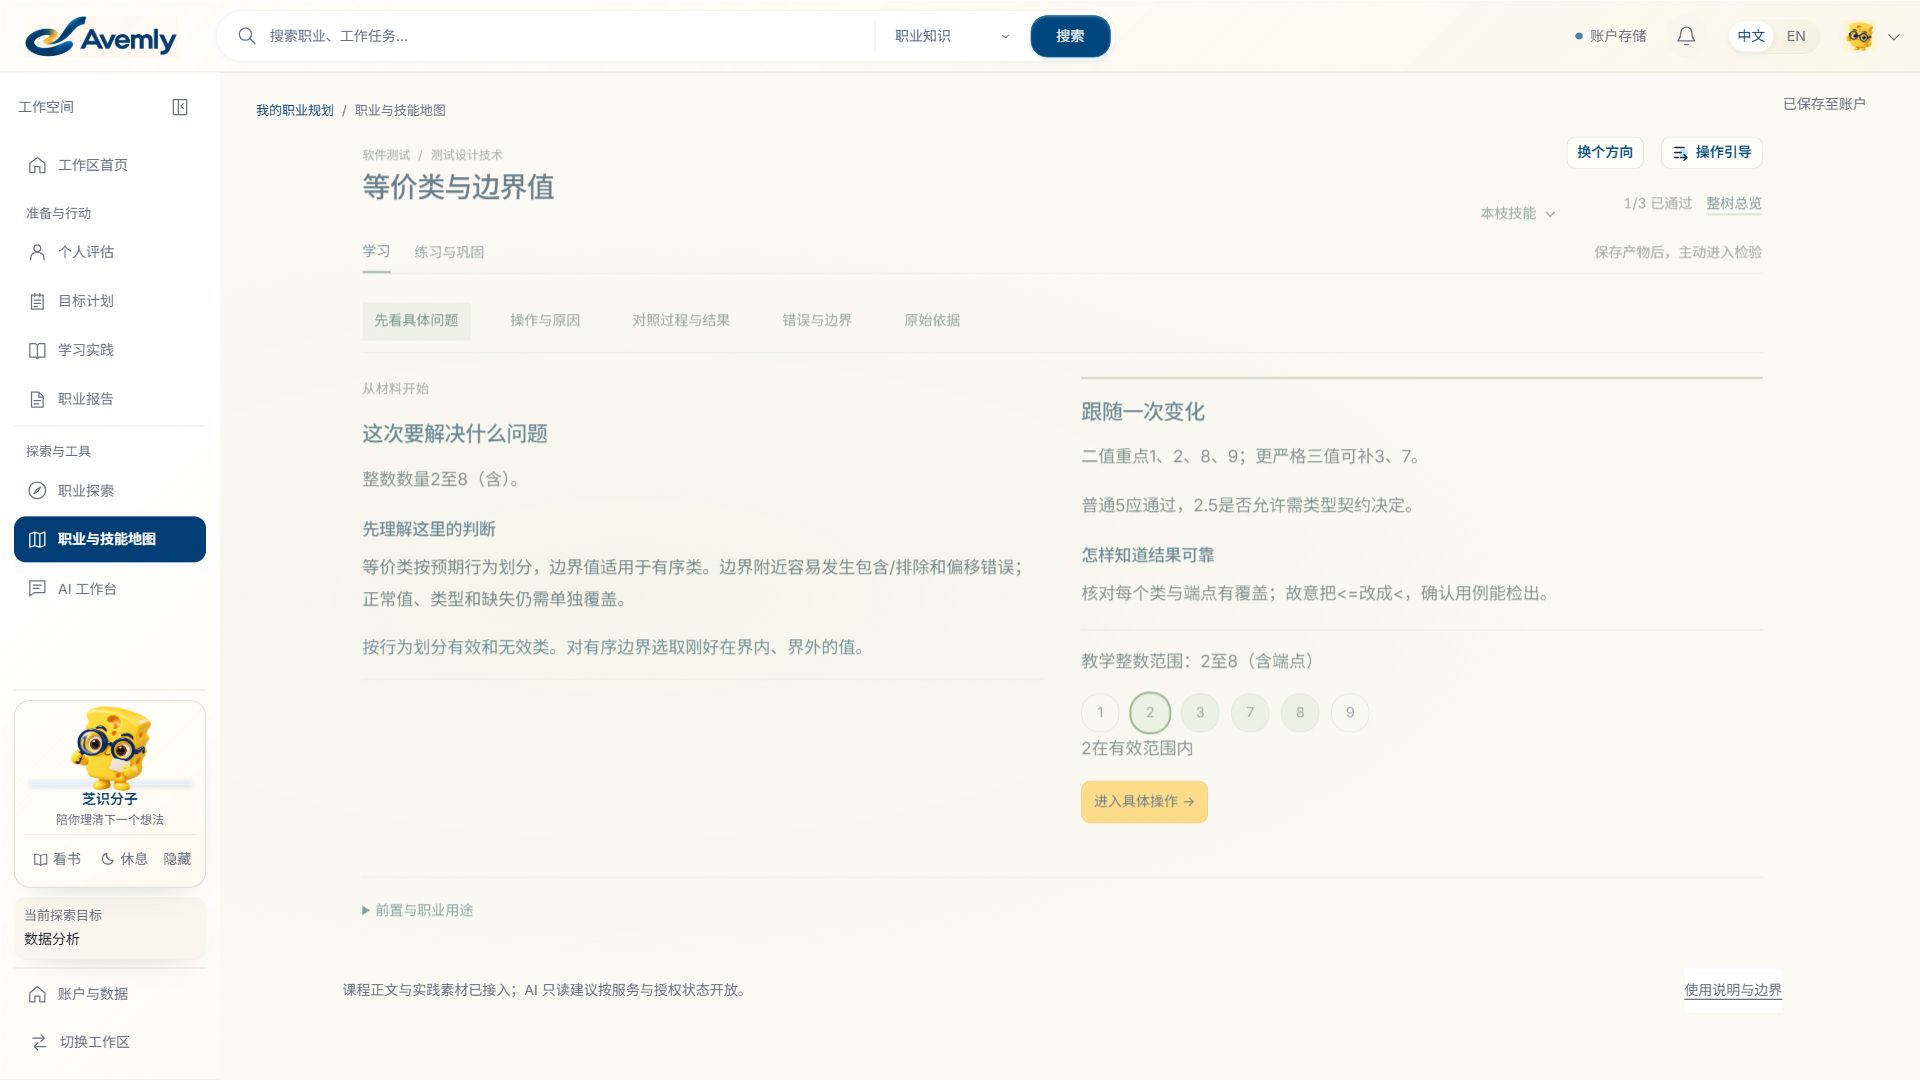 Avemly
搜索职业、工作任务...
职业知识
搜索
账户存储
中文
EN
工作空间
工作区首页
准备与行动
个人评估
目标计划
学习实践
职业报告
探索与工具
职业探索
职业与技能地图
AI 工作台
芝识分子
陪你理清下一个想法
看书
休息
隐藏
当前探索目标
数据分析
账户与数据
切换工作区
我的职业规划 / 职业与技能地图
已保存至账户
软件测试 / 测试设计技术
等价类与边界值
换个方向
操作引导
本枝技能
1/3 已通过
整树总览
学习
练习与巩固
保存产物后，主动进入检验
先看具体问题
操作与原因
对照过程与结果
错误与边界
原始依据
从材料开始
这次要解决什么问题
整数数量2至8（含）。
先理解这里的判断
等价类按预期行为划分，边界值适用于有序类。边界附近容易发生包含/排除和偏移错误；
正常值、类型和缺失仍需单独覆盖。
按行为划分有效和无效类。对有序边界选取刚好在界内、界外的值。
跟随一次变化
二值重点1、2、8、9；更严格三值可补3、7。
普通5应通过，2.5是否允许需类型契约决定。
怎样知道结果可靠
核对每个类与端点有覆盖；故意把<=改成<，确认用例能检出。
教学整数范围：2至8（含端点）
1 2 3 7 8 9
2在有效范围内
进入具体操作 →
▶ 前置与职业用途
课程正文与实践素材已接入；AI 只读建议按服务与授权状态开放。
使用说明与边界